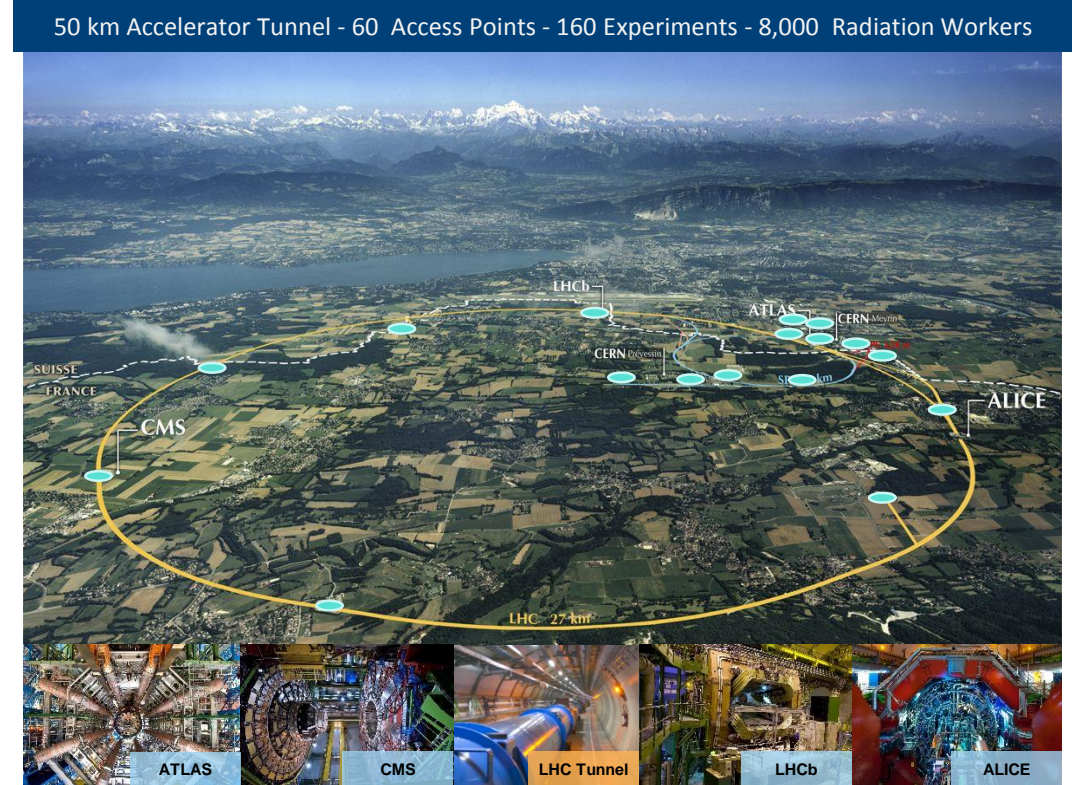 50 km Accelerator Tunnel - 60 Access Points - 160 Experiments - 8,000 Radiation Workers
LHCb
ATLAS
CERN Meyrin
CERN Prévessin
SUISSE
FRANCE
km
ALICE
CMS
LHC 27 km
ATLAS
CMS
LHC Tunnel
LHCb
ALICE